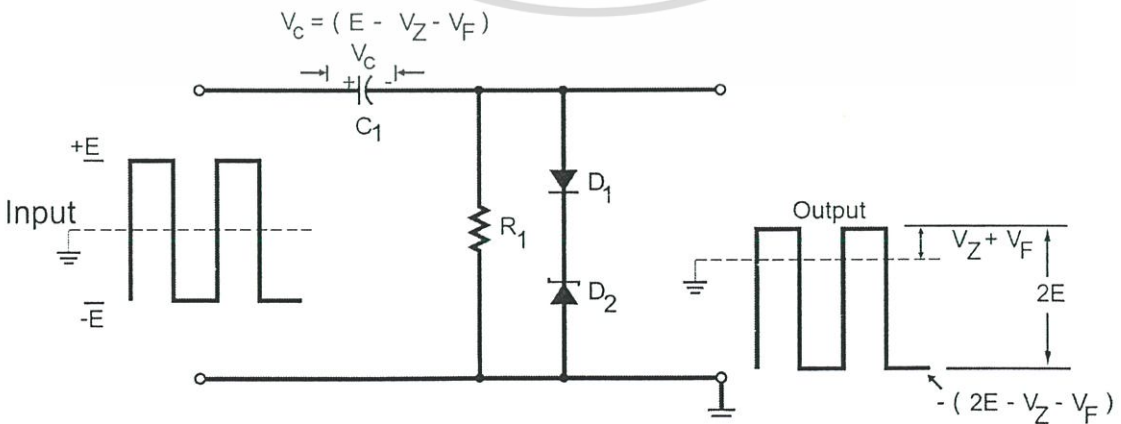 V_C = ( E - V_Z - V_F )
V_C
+ -
C_1
+E
Input
-E
R_1
D_1
D_2
Output
V_Z + V_F
2E
- ( 2E - V_Z - V_F )